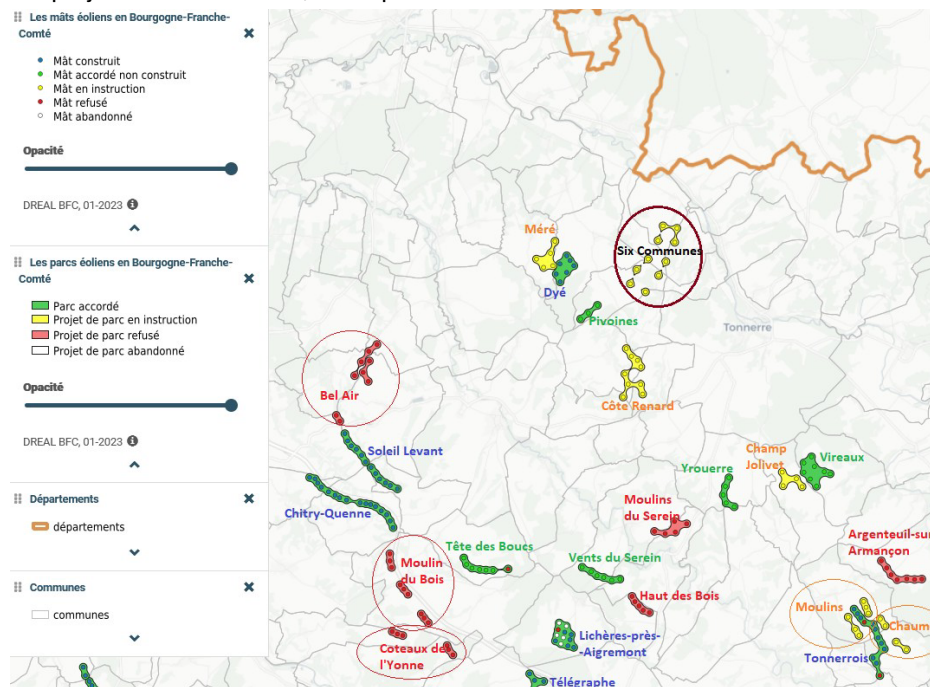 Les mâts éoliens en Bourgogne-Franche-
Comté
Mât construit
Mât accordé non construit
Mât en instruction
Mât refusé
Mât abandonné
Opacité
DREAL BFC, 01-2023
Les parcs éoliens en Bourgogne-Franche-
Comté
Parc accordé
Projet de parc en instruction
Projet de parc refusé
Projet de parc abandonné
Opacité
DREAL BFC, 01-2023
Départements
départements
Communes
communes
Méré
Six Communes
Dyé
Pivoines
Tonnerre
Bel Air
Côte Renard
Soleil Levant
Champ
Jolivet
Vireaux
Yrouerre
Chitry-Quenne
Moulins
du Serein
Argenteuil-sur
Armançon
Tête des Boucs
Moulin
du Bois
Vents du Serein
Haut des Bois
Moulins
Chaum
Lichères-près-
-Aigremont
Coteaux de
l'Yonne
Tonnerrois
Télégraphe